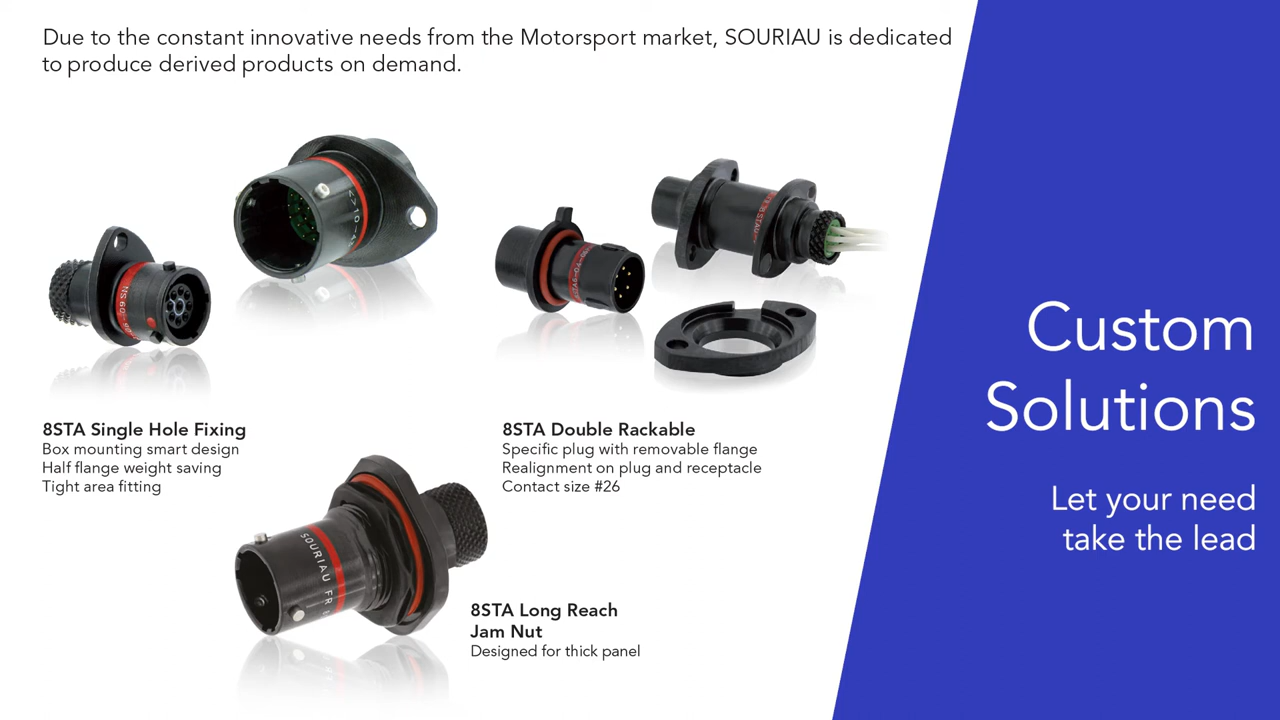 Due to the constant innovative needs from the Motorsport market, SOURIAU is dedicated
to produce derived products on demand.
8STA Single Hole Fixing
Box mounting smart design
Half flange weight saving
Tight area fitting
8STA Double Rackable
Specific plug with removable flange
Realignment on plug and receptacle
Contact size #26
SOURIAU FR
8STA Long Reach
Jam Nut
Designed for thick panel
Custom
Solutions
Let your need
take the lead